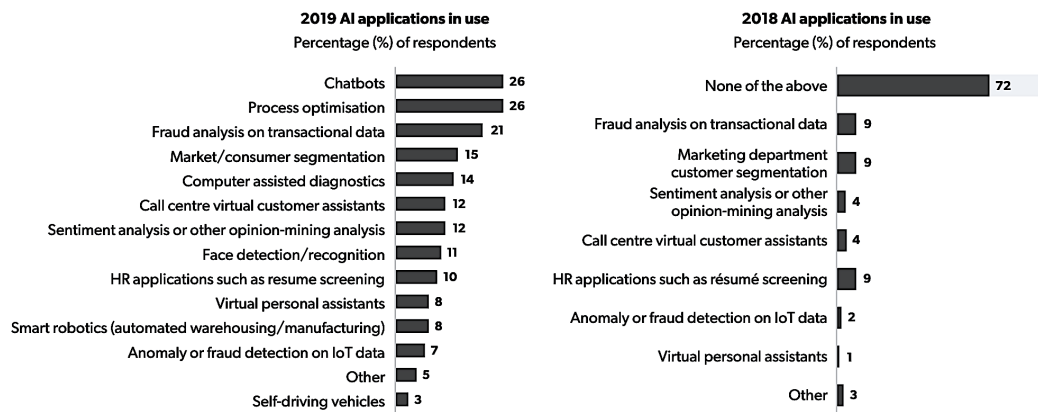 2019 AI applications in use
Percentage (%) of respondents
Chatbots 26
Process optimisation 26
Fraud analysis on transactional data 21
Market/consumer segmentation 15
Computer assisted diagnostics 14
Call centre virtual customer assistants 12
Sentiment analysis or other opinion-mining analysis 12
Face detection/recognition 11
HR applications such as resume screening 10
Virtual personal assistants 8
Smart robotics (automated warehousing/manufacturing) 8
Anomaly or fraud detection on IoT data 7
Other 5
Self-driving vehicles 3
2018 AI applications in use
Percentage (%) of respondents
None of the above 72
Fraud analysis on transactional data 9
Marketing department
customer segmentation 9
Sentiment analysis or other
opinion-mining analysis 4
Call centre virtual customer assistants 4
HR applications such as résumé screening 9
Anomaly or fraud detection on IoT data 2
Virtual personal assistants 1
Other 3